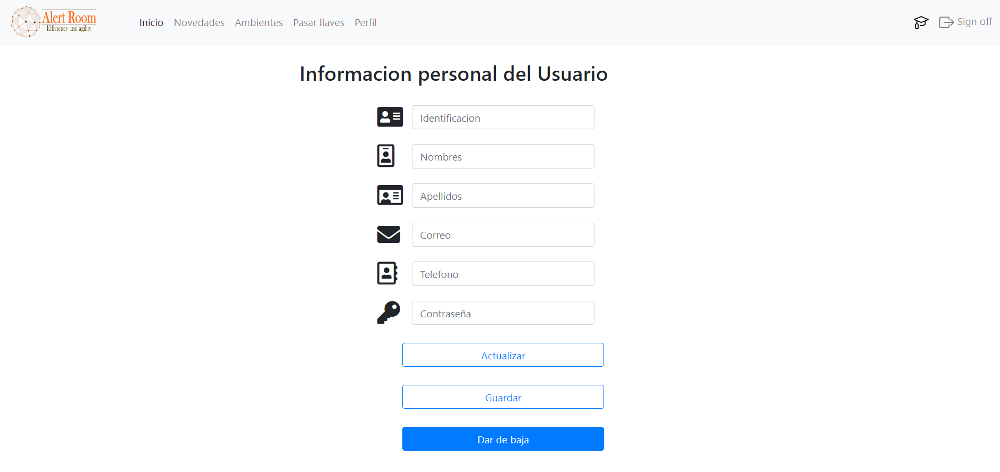 Alert Room
Efficiency and agility
Inicio Novedades Ambientes Pasar llaves Perfil Sign off
Informacion personal del Usuario
Identificacion
Nombres
Apellidos
Correo
Telefono
Contraseña
Actualizar
Guardar
Dar de baja